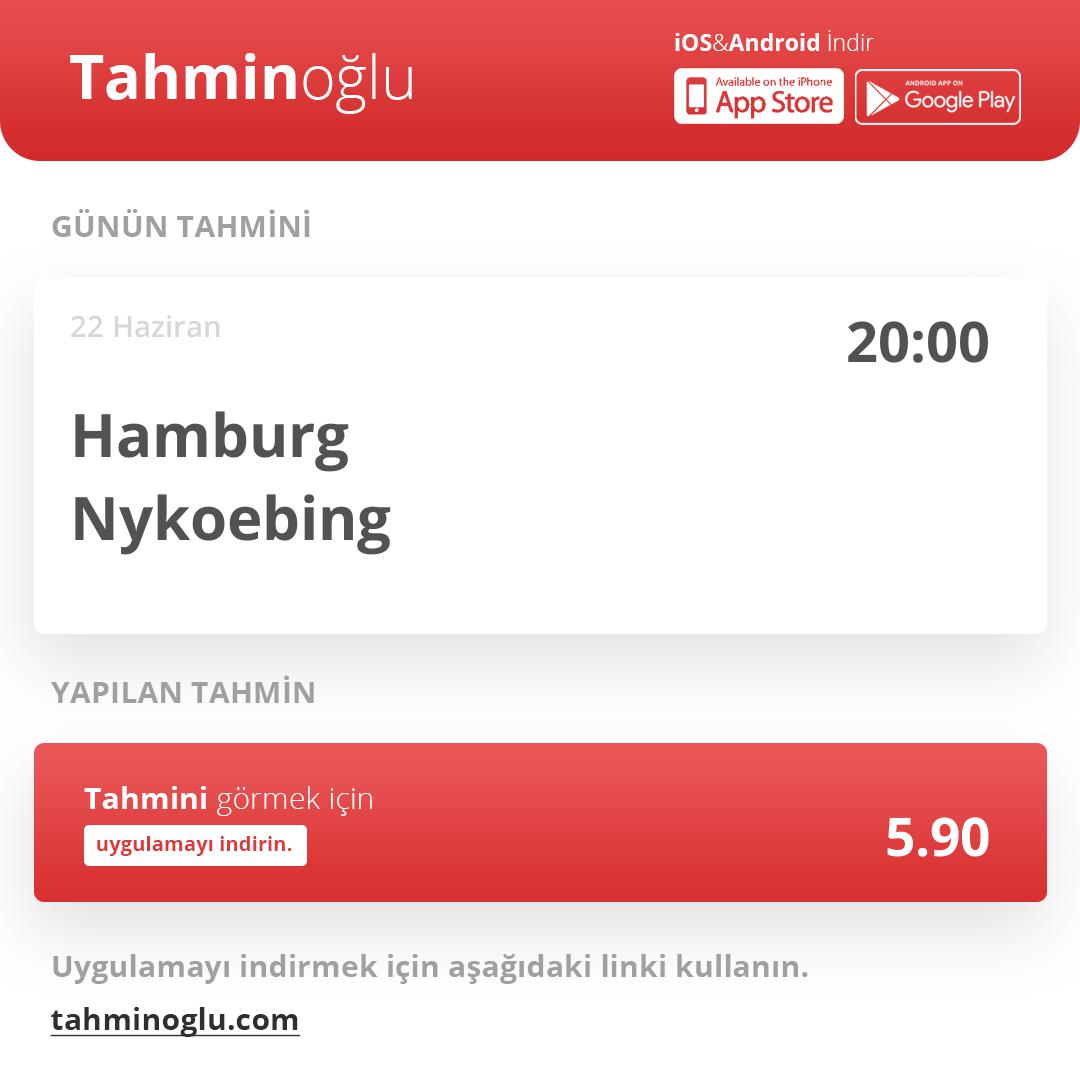 Tahminoğlu
iOS&Android İndir
Available on the iPhone
App Store
ANDROID APP ON
Google Play
GÜNÜN TAHMİNİ
22 Haziran
20:00
Hamburg
Nykoebing
YAPILAN TAHMİN
Tahmini görmek için
uygulamayı indirin.
5.90
Uygulamayı indirmek için aşağıdaki linki kullanın.
tahminoglu.com